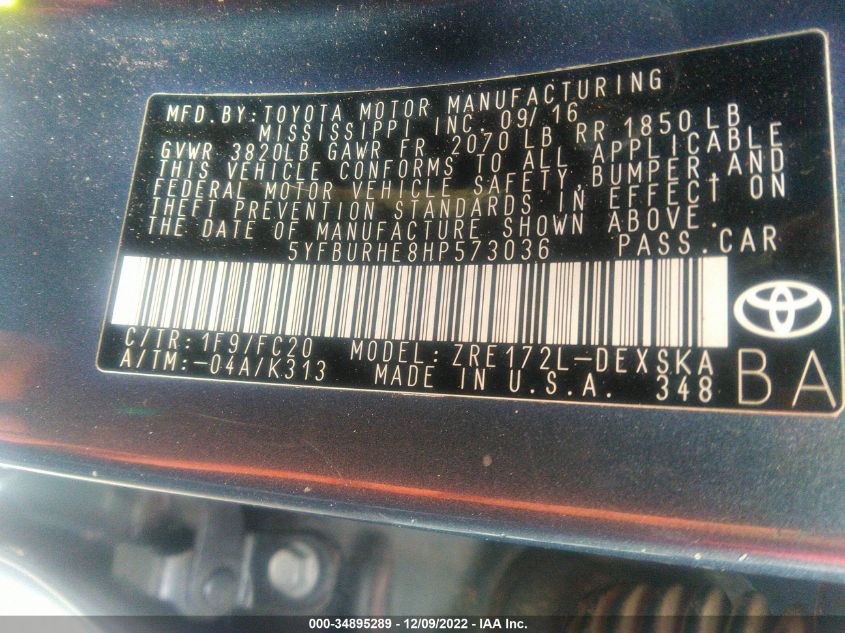 MFD.BY:TOYOTA MOTOR MANUFACTURING
MISSISSIPPI INC 09/16
GVWR 3820LB GAWR FR 2070 LB RR 1850 LB
THIS VEHICLE CONFORMS TO ALL APPLICABLE
FEDERAL MOTOR VEHICLE SAFETY,BUMPER,AND
THEFT PREVENTION STANDARDS IN EFFECT ON
THE DATE OF MANUFACTURE SHOWN ABOVE.
5YFBURHE8HP573036 PASS.CAR
C/TR:1F9/FC20 MODEL:ZRE172L-DEXSKA
A/TM:-04A/K313 MADE IN U.S.A. 348
BA
000-34895289 - 12/09/2022 - IAA Inc.